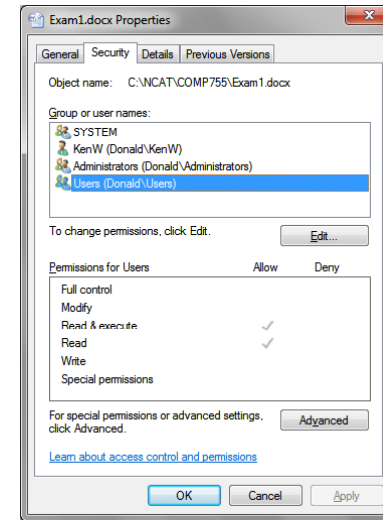 Exam1.docx Properties
General Security Details Previous Versions
Object name: C:\NCAT\COMP755\Exam1.docx
Group or user names:
SYSTEM
KenW (Donald\KenW)
Administrators (Donald\Administrators)
Users (Donald\Users)
To change permissions, click Edit. Edit...
Permissions for Users Allow Deny
Full control
Modify
Read & execute
Read
Write
Special permissions
For special permissions or advanced settings, Advanced
click Advanced.
Learn about access control and permissions
OK Cancel Apply